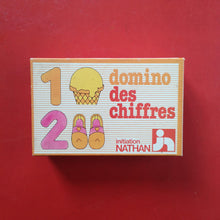 1
domino
des
chiffres
2
initiation
NATHAN